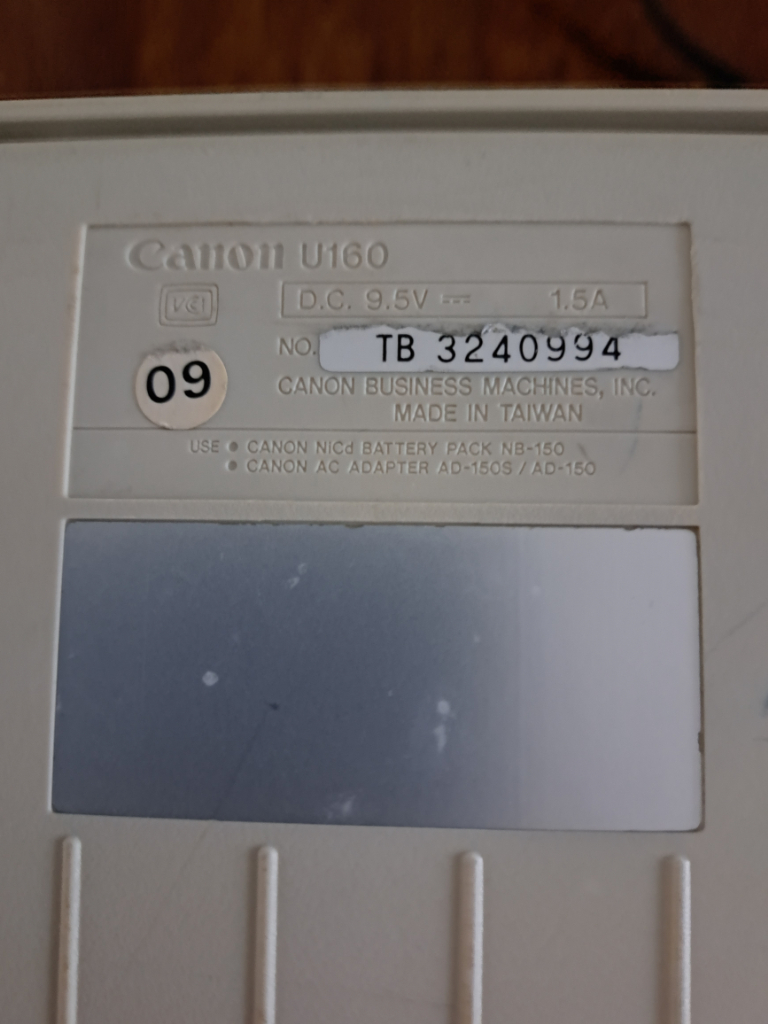 Canon U160
VCI
D.C. 9.5V ⎓ 1.5A
NO. TB 3240994
09
CANON BUSINESS MACHINES, INC.
MADE IN TAIWAN
USE • CANON NiCd BATTERY PACK NB-150
• CANON AC ADAPTER AD-150S / AD-150